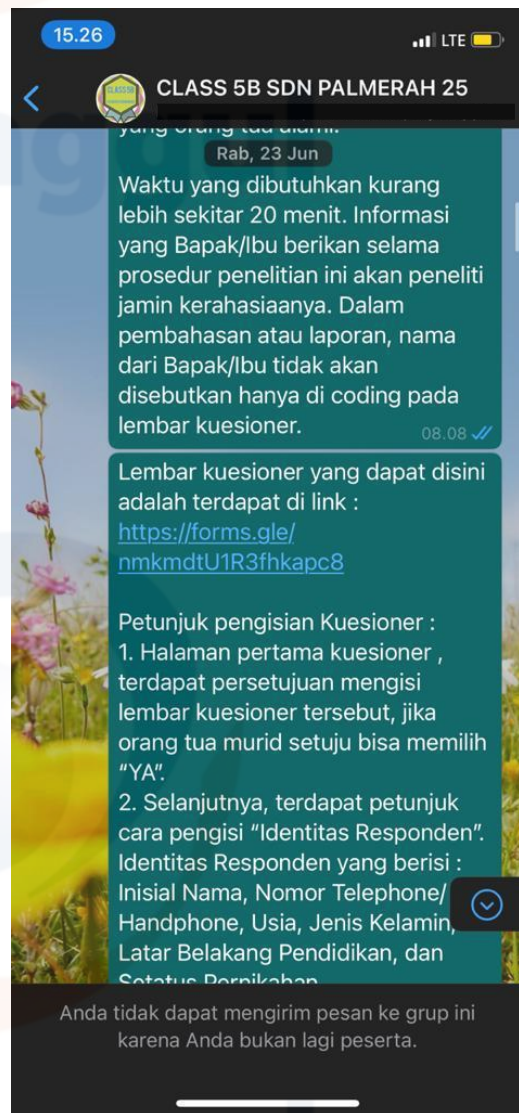 15.26
LTE
CLASS 5B SDN PALMERAH 25
yang orang tua alami.
Rab, 23 Jun
Waktu yang dibutuhkan kurang
lebih sekitar 20 menit. Informasi
yang Bapak/Ibu berikan selama
prosedur penelitian ini akan peneliti
jamin kerahasiaanya. Dalam
pembahasan atau laporan, nama
dari Bapak/Ibu tidak akan
disebutkan hanya di coding pada
lembar kuesioner.
08.08
Lembar kuesioner yang dapat disini
adalah terdapat di link :
https://forms.gle/
nmkmdtU1R3fhkapc8
Petunjuk pengisian Kuesioner :
1. Halaman pertama kuesioner ,
terdapat persetujuan mengisi
lembar kuesioner tersebut, jika
orang tua murid setuju bisa memilih
“YA”.
2. Selanjutnya, terdapat petunjuk
cara pengisi “Identitas Responden”.
Identitas Responden yang berisi :
Inisial Nama, Nomor Telephone/
Handphone, Usia, Jenis Kelamin,
Latar Belakang Pendidikan, dan
Sotatus Pernikahan
Anda tidak dapat mengirim pesan ke grup ini
karena Anda bukan lagi peserta.